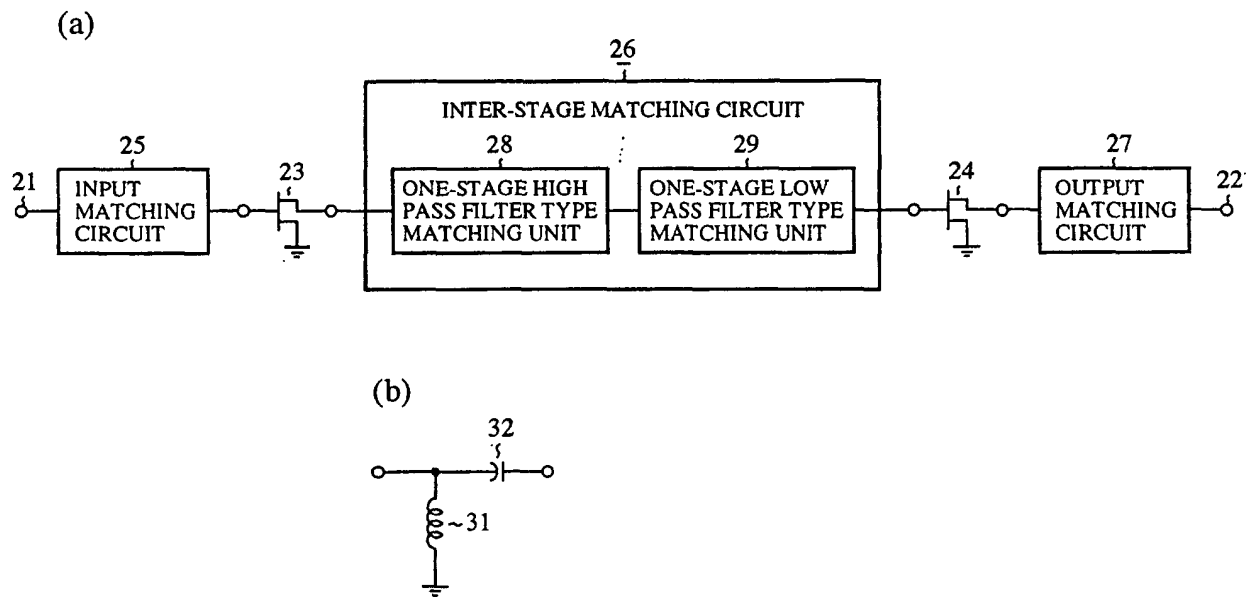 (a)
26
INTER-STAGE MATCHING CIRCUIT
21
25
INPUT
MATCHING
CIRCUIT
23
28
ONE-STAGE HIGH
PASS FILTER TYPE
MATCHING UNIT
29
ONE-STAGE LOW
PASS FILTER TYPE
MATCHING UNIT
24
27
OUTPUT
MATCHING
CIRCUIT
22
(b)
32
31